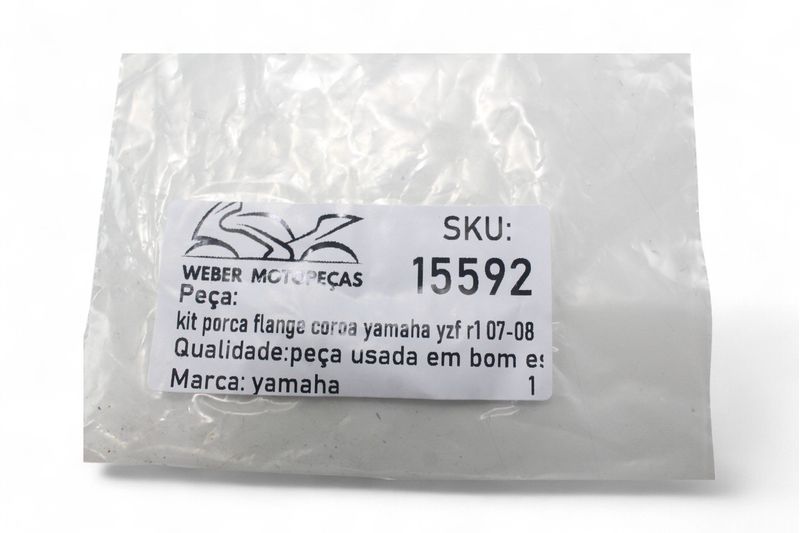 WEBER MOTOPEÇAS
SKU:
15592
Peça:
kit porca flange coroa yamaha yzf r1 07-08
Qualidade:peça usada em bom es
Marca: yamaha
1